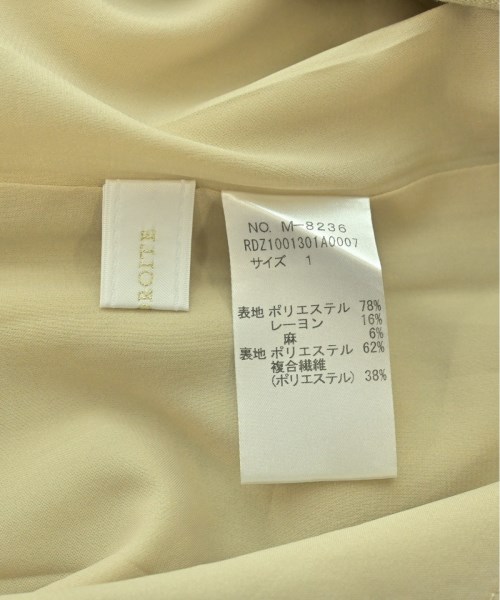 ROITE
NO. M-8236
RDZ1001301A0007
サイズ 1
表地 ポリエステル 78%
レーヨン 16%
麻 6%
裏地 ポリエステル 62%
複合繊維
(ポリエステル) 38%